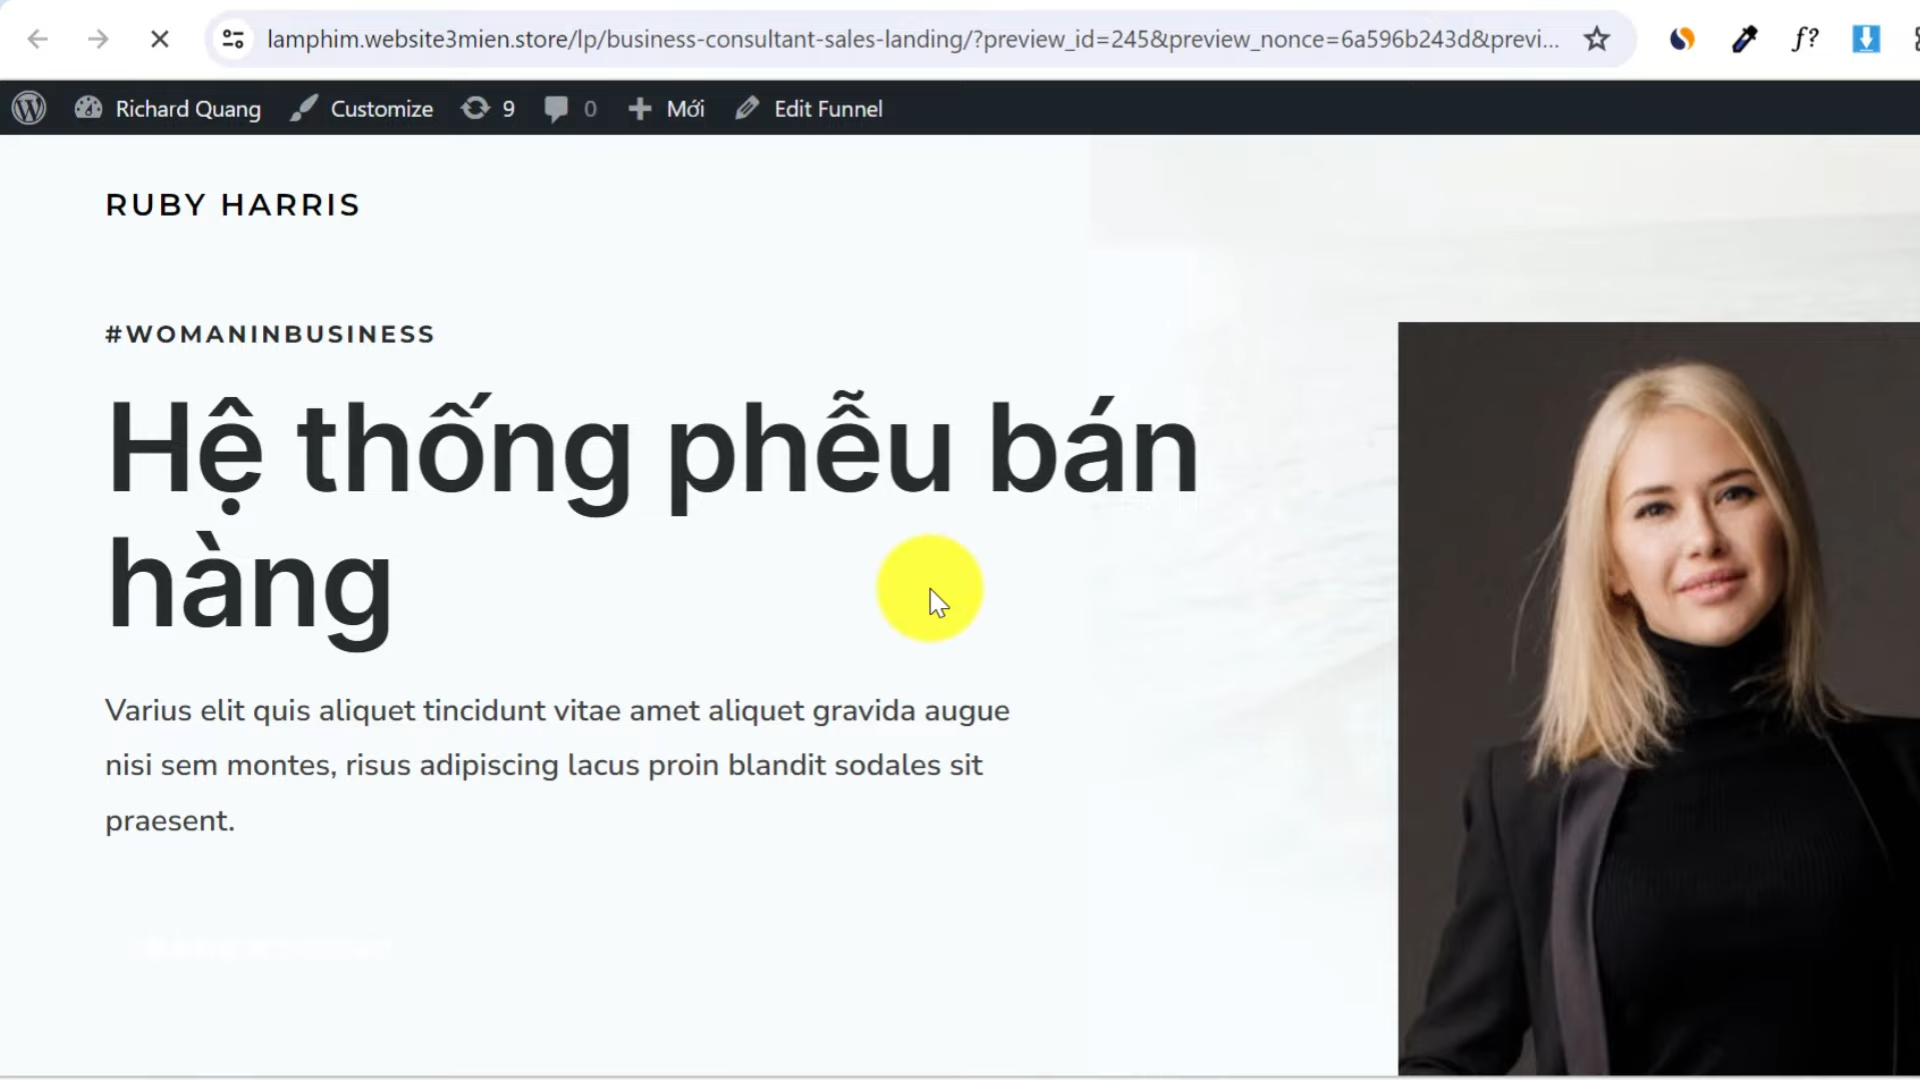 lamphim.website3mien.store/lp/business-consultant-sales-landing/?preview_id=245&preview_nonce=6a596b243d&previ...
f?
Richard Quang Customize 9 0 Mới Edit Funnel
RUBY HARRIS
#WOMANINBUSINESS
Hệ thống phễu bán
hàng
Varius elit quis aliquet tincidunt vitae amet aliquet gravida augue
nisi sem montes, risus adipiscing lacus proin blandit sodales sit
praesent.